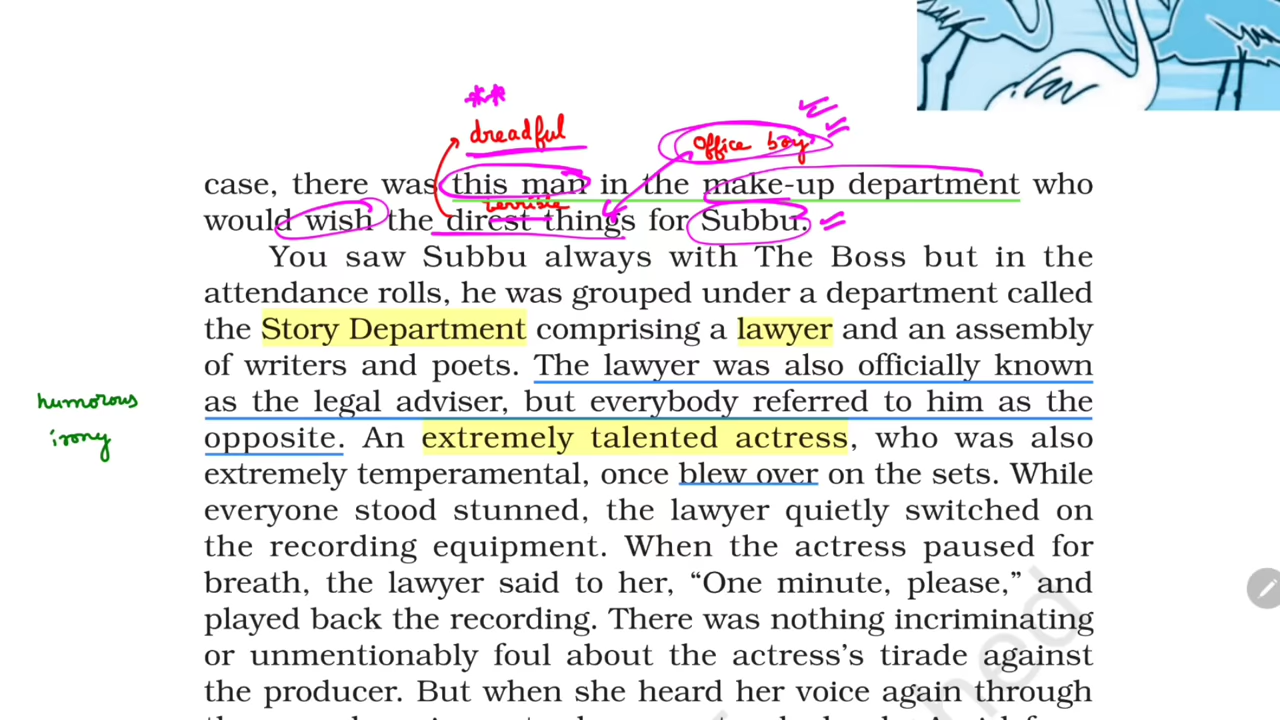 **
dreadful
Office boy
case, there was this man in the make-up department who
terrible
would wish the direst things for Subbu.
You saw Subbu always with The Boss but in the
attendance rolls, he was grouped under a department called
the Story Department comprising a lawyer and an assembly
of writers and poets. The lawyer was also officially known
humorous
as the legal adviser, but everybody referred to him as the
irony
opposite. An extremely talented actress, who was also
extremely temperamental, once blew over on the sets. While
everyone stood stunned, the lawyer quietly switched on
the recording equipment. When the actress paused for
breath, the lawyer said to her, “One minute, please,” and
played back the recording. There was nothing incriminating
or unmentionably foul about the actress’s tirade against
the producer. But when she heard her voice again through